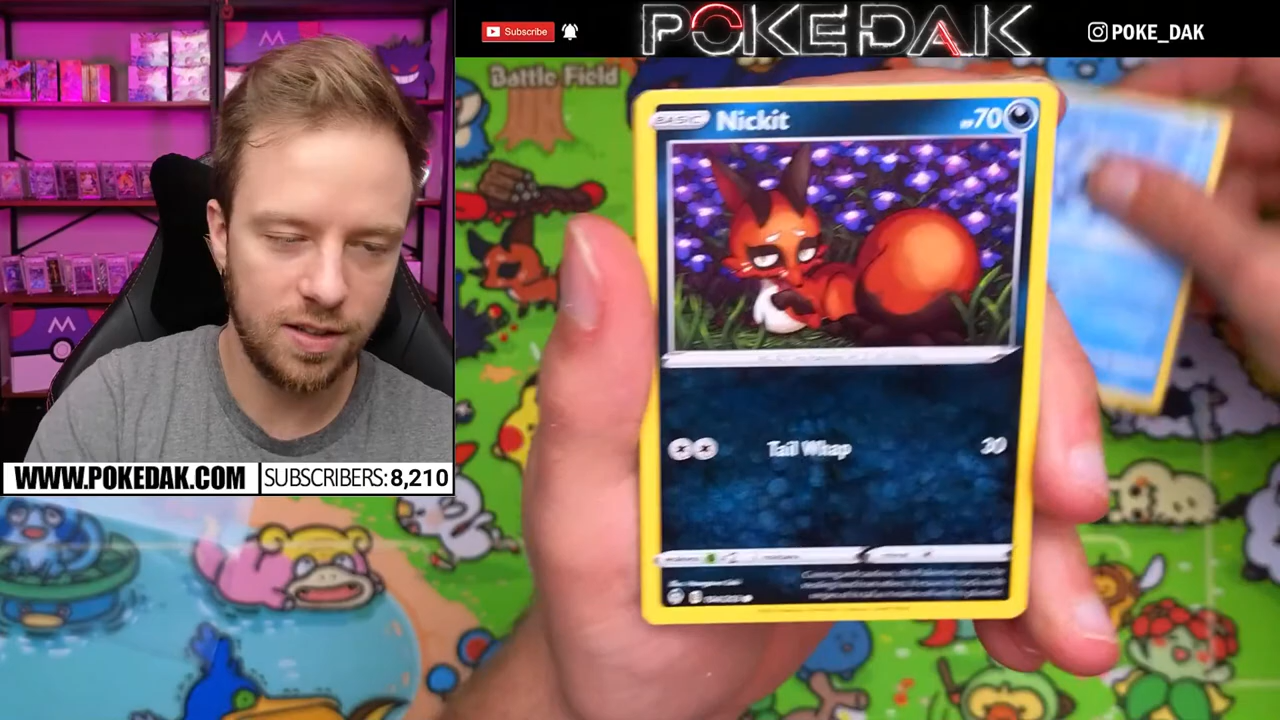 Subscribe
POKEDAK
POKE_DAK
Battle Field
BASIC Nickit HP70
Tail Whap 30
WWW.POKEDAK.COM
SUBSCRIBERS: 8,210
M
M